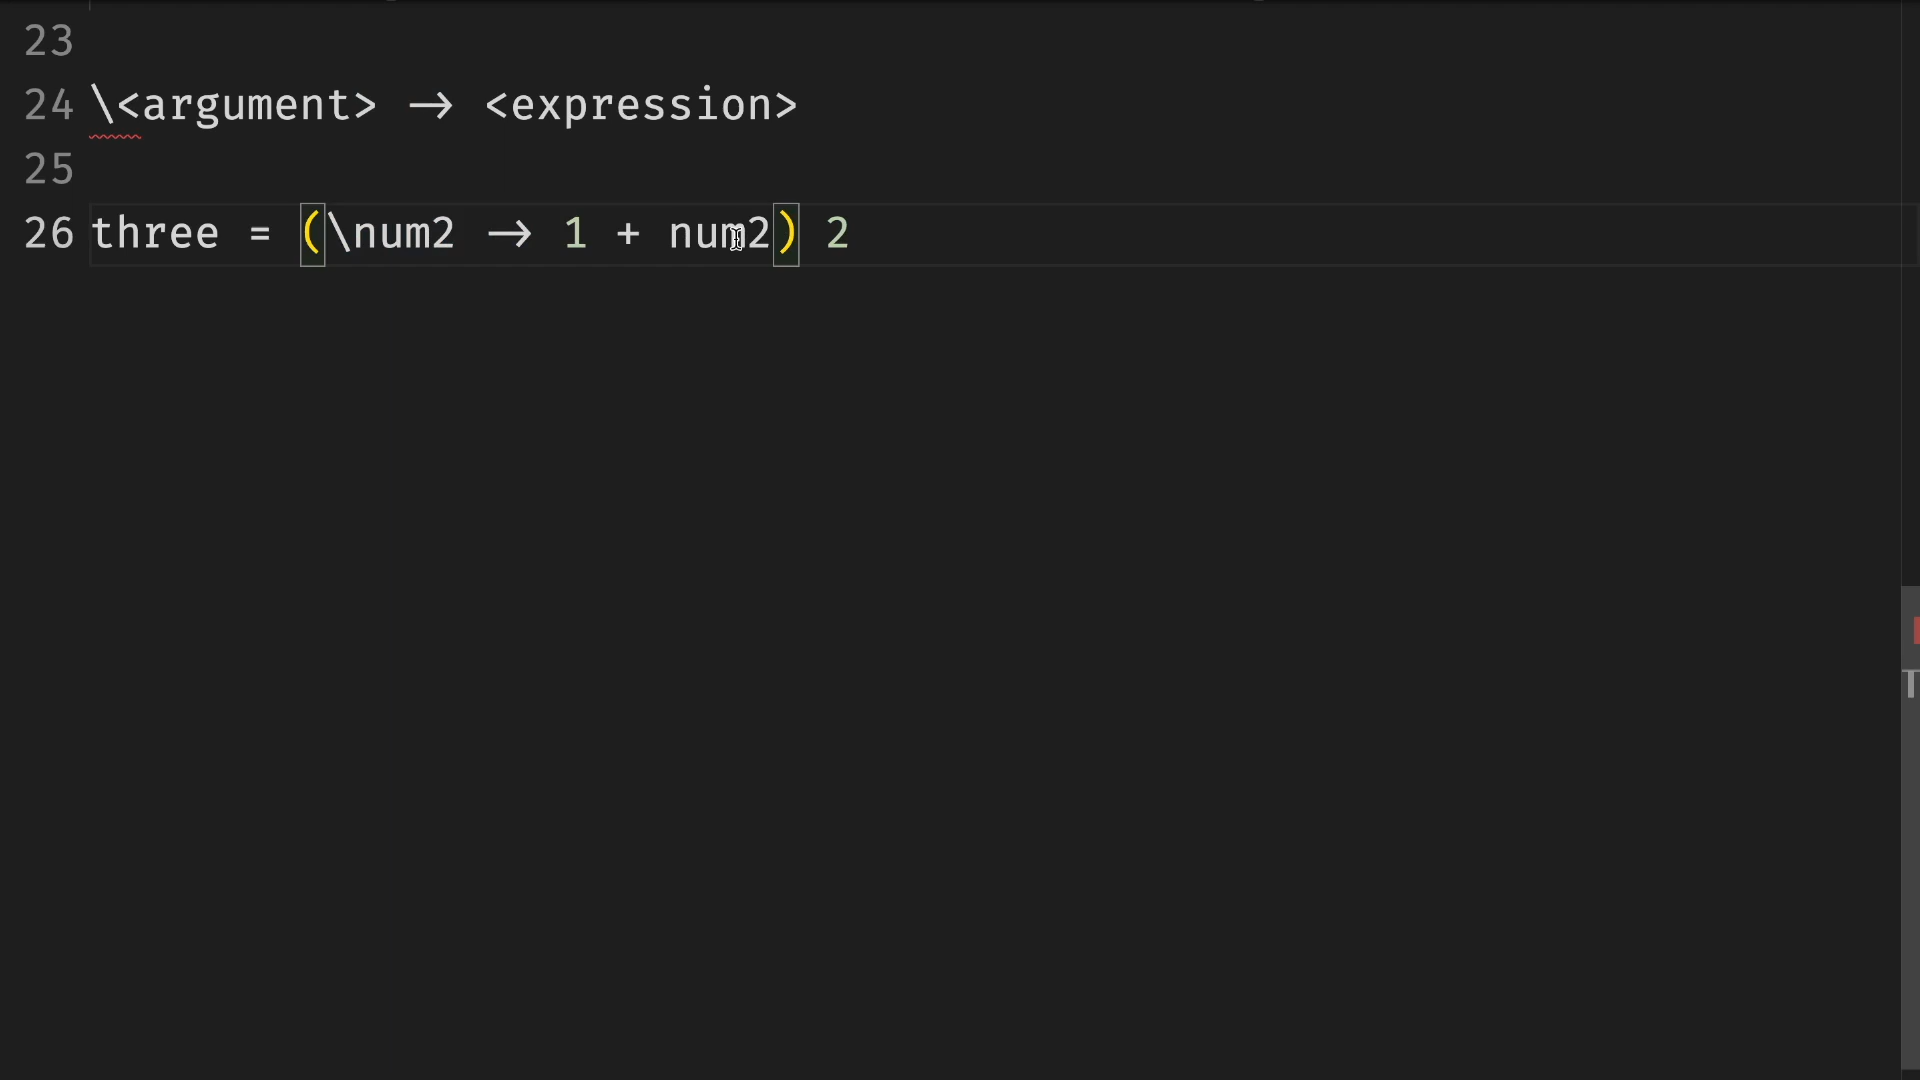 23
24 \<argument> -> <expression>
25
26 three = (\num2 -> 1 + num2) 2